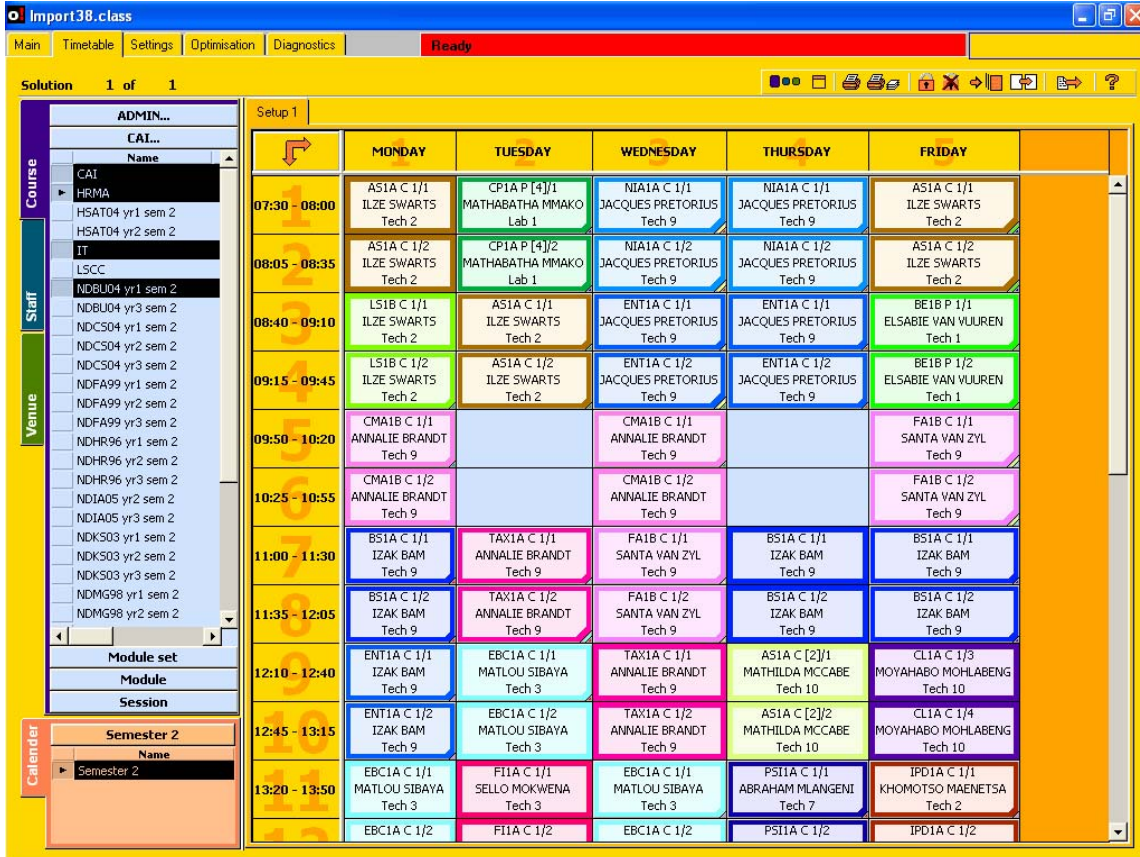 o! Import38.class
Main Timetable Settings Optimisation Diagnostics Ready
Solution 1 of 1
Course
Staff
Venue
Calender
ADMIN...
CAI...
Name
CAI
HRMA
HSAT04 yr1 sem 2
HSAT04 yr2 sem 2
IT
LSCC
NDBU04 yr1 sem 2
NDBU04 yr3 sem 2
NDCS04 yr1 sem 2
NDCS04 yr2 sem 2
NDCS04 yr3 sem 2
NDFA99 yr1 sem 2
NDFA99 yr2 sem 2
NDFA99 yr3 sem 2
NDHR96 yr1 sem 2
NDHR96 yr2 sem 2
NDHR96 yr3 sem 2
NDIA05 yr2 sem 2
NDIA05 yr3 sem 2
NDKS03 yr1 sem 2
NDKS03 yr2 sem 2
NDKS03 yr3 sem 2
NDMG98 yr1 sem 2
NDMG98 yr2 sem 2
Module set
Module
Session
Semester 2
Name
Semester 2
Setup 1
1 2 3 4 5
MONDAY TUESDAY WEDNESDAY THURSDAY FRIDAY
1
AS1A C 1/1 CP1A P [4]/1 NIA1A C 1/1 NIA1A C 1/1 AS1A C 1/1
07:30 - 08:00 ILZE SWARTS MATHABATHA MMAKO JACQUES PRETORIUS JACQUES PRETORIUS ILZE SWARTS
Tech 2 Lab 1 Tech 9 Tech 9 Tech 2
2
AS1A C 1/2 CP1A P [4]/2 NIA1A C 1/2 NIA1A C 1/2 AS1A C 1/2
08:05 - 08:35 ILZE SWARTS MATHABATHA MMAKO JACQUES PRETORIUS JACQUES PRETORIUS ILZE SWARTS
Tech 2 Lab 1 Tech 9 Tech 9 Tech 2
3
LS1B C 1/1 AS1A C 1/1 ENT1A C 1/1 ENT1A C 1/1 BE1B P 1/1
08:40 - 09:10 ILZE SWARTS ILZE SWARTS JACQUES PRETORIUS JACQUES PRETORIUS ELSABIE VAN VUUREN
Tech 2 Tech 2 Tech 9 Tech 9 Tech 1
4
LS1B C 1/2 AS1A C 1/2 ENT1A C 1/2 ENT1A C 1/2 BE1B P 1/2
09:15 - 09:45 ILZE SWARTS ILZE SWARTS JACQUES PRETORIUS JACQUES PRETORIUS ELSABIE VAN VUUREN
Tech 2 Tech 2 Tech 9 Tech 9 Tech 1
5
CMA1B C 1/1 CMA1B C 1/1 FA1B C 1/1
09:50 - 10:20 ANNALIE BRANDT ANNALIE BRANDT SANTA VAN ZYL
Tech 9 Tech 9 Tech 9
6
CMA1B C 1/2 CMA1B C 1/2 FA1B C 1/2
10:25 - 10:55 ANNALIE BRANDT ANNALIE BRANDT SANTA VAN ZYL
Tech 9 Tech 9 Tech 9
7
BS1A C 1/1 TAX1A C 1/1 FA1B C 1/1 BS1A C 1/1 BS1A C 1/1
11:00 - 11:30 IZAK BAM ANNALIE BRANDT SANTA VAN ZYL IZAK BAM IZAK BAM
Tech 9 Tech 9 Tech 9 Tech 9 Tech 9
8
BS1A C 1/2 TAX1A C 1/2 FA1B C 1/2 BS1A C 1/2 BS1A C 1/2
11:35 - 12:05 IZAK BAM ANNALIE BRANDT SANTA VAN ZYL IZAK BAM IZAK BAM
Tech 9 Tech 9 Tech 9 Tech 9 Tech 9
9
ENT1A C 1/1 EBC1A C 1/1 TAX1A C 1/1 AS1A C [2]/1 CL1A C 1/3
12:10 - 12:40 IZAK BAM MATLOU SIBAYA ANNALIE BRANDT MATHILDA MCCABE MOYAHABO MOHLABENG
Tech 9 Tech 3 Tech 9 Tech 10 Tech 10
10
ENT1A C 1/2 EBC1A C 1/2 TAX1A C 1/2 AS1A C [2]/2 CL1A C 1/4
12:45 - 13:15 IZAK BAM MATLOU SIBAYA ANNALIE BRANDT MATHILDA MCCABE MOYAHABO MOHLABENG
Tech 9 Tech 3 Tech 9 Tech 10 Tech 10
11
EBC1A C 1/1 FI1A C 1/1 EBC1A C 1/1 PSI1A C 1/1 IPD1A C 1/1
13:20 - 13:50 MATLOU SIBAYA SELLO MOKWENA MATLOU SIBAYA ABRAHAM MLANGENI KHOMOTSO MAENETSA
Tech 3 Tech 3 Tech 3 Tech 7 Tech 2
12
EBC1A C 1/2 FI1A C 1/2 EBC1A C 1/2 PSI1A C 1/2 IPD1A C 1/2